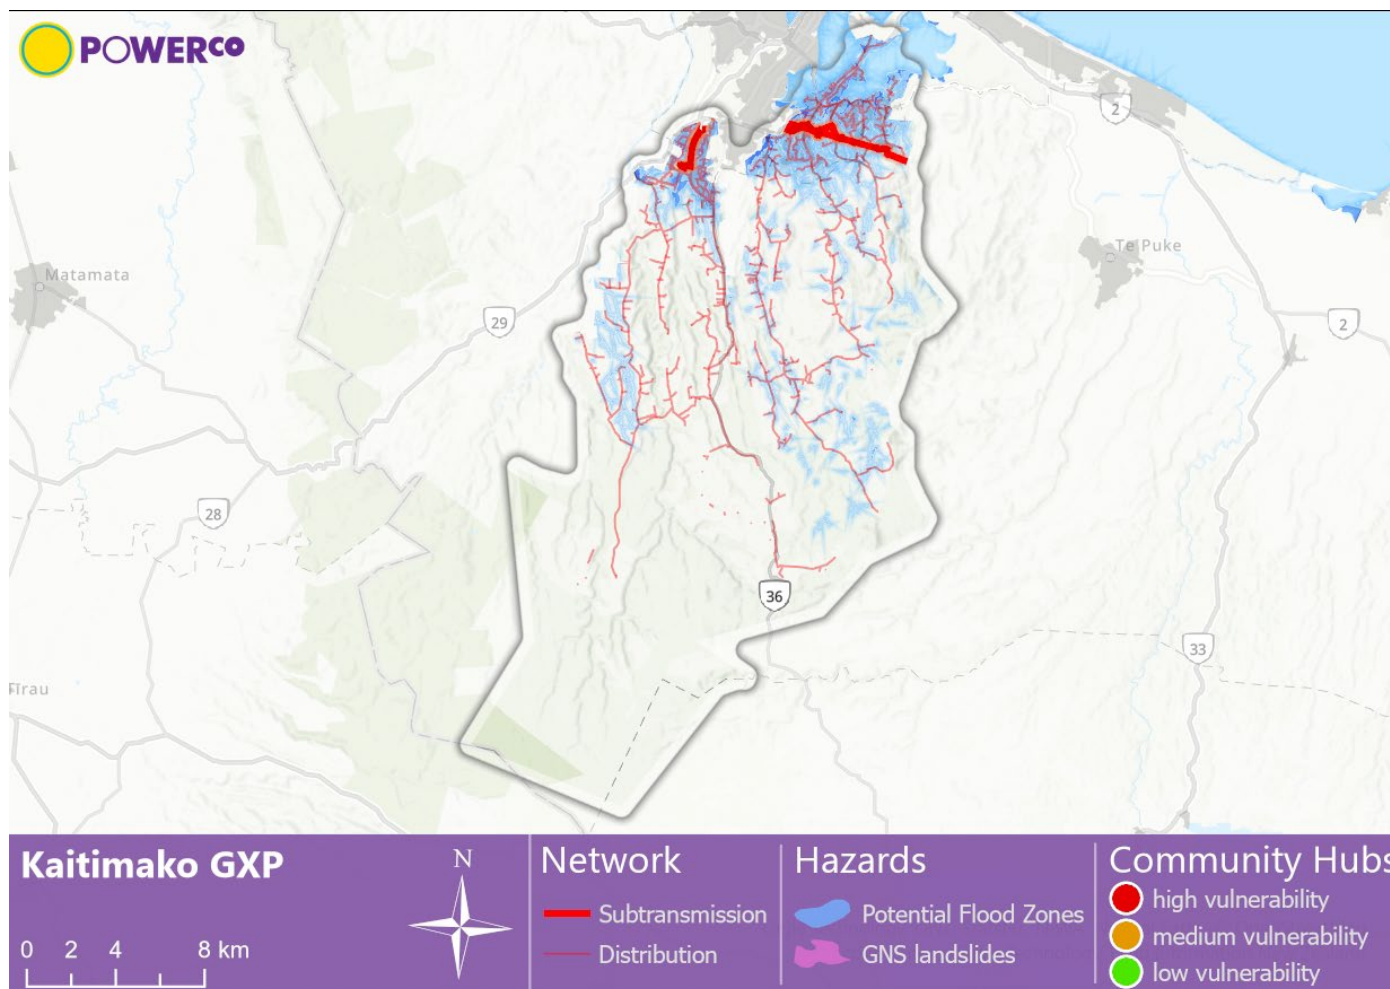 POWERCO
2
Te Puke
Matamata
29
2
28
36
33
Tīrau
Kaitimako GXP
N
0 2 4 8 km
Network
Subtransmission
Distribution
Hazards
Potential Flood Zones
GNS landslides
Community Hubs
high vulnerability
medium vulnerability
low vulnerability